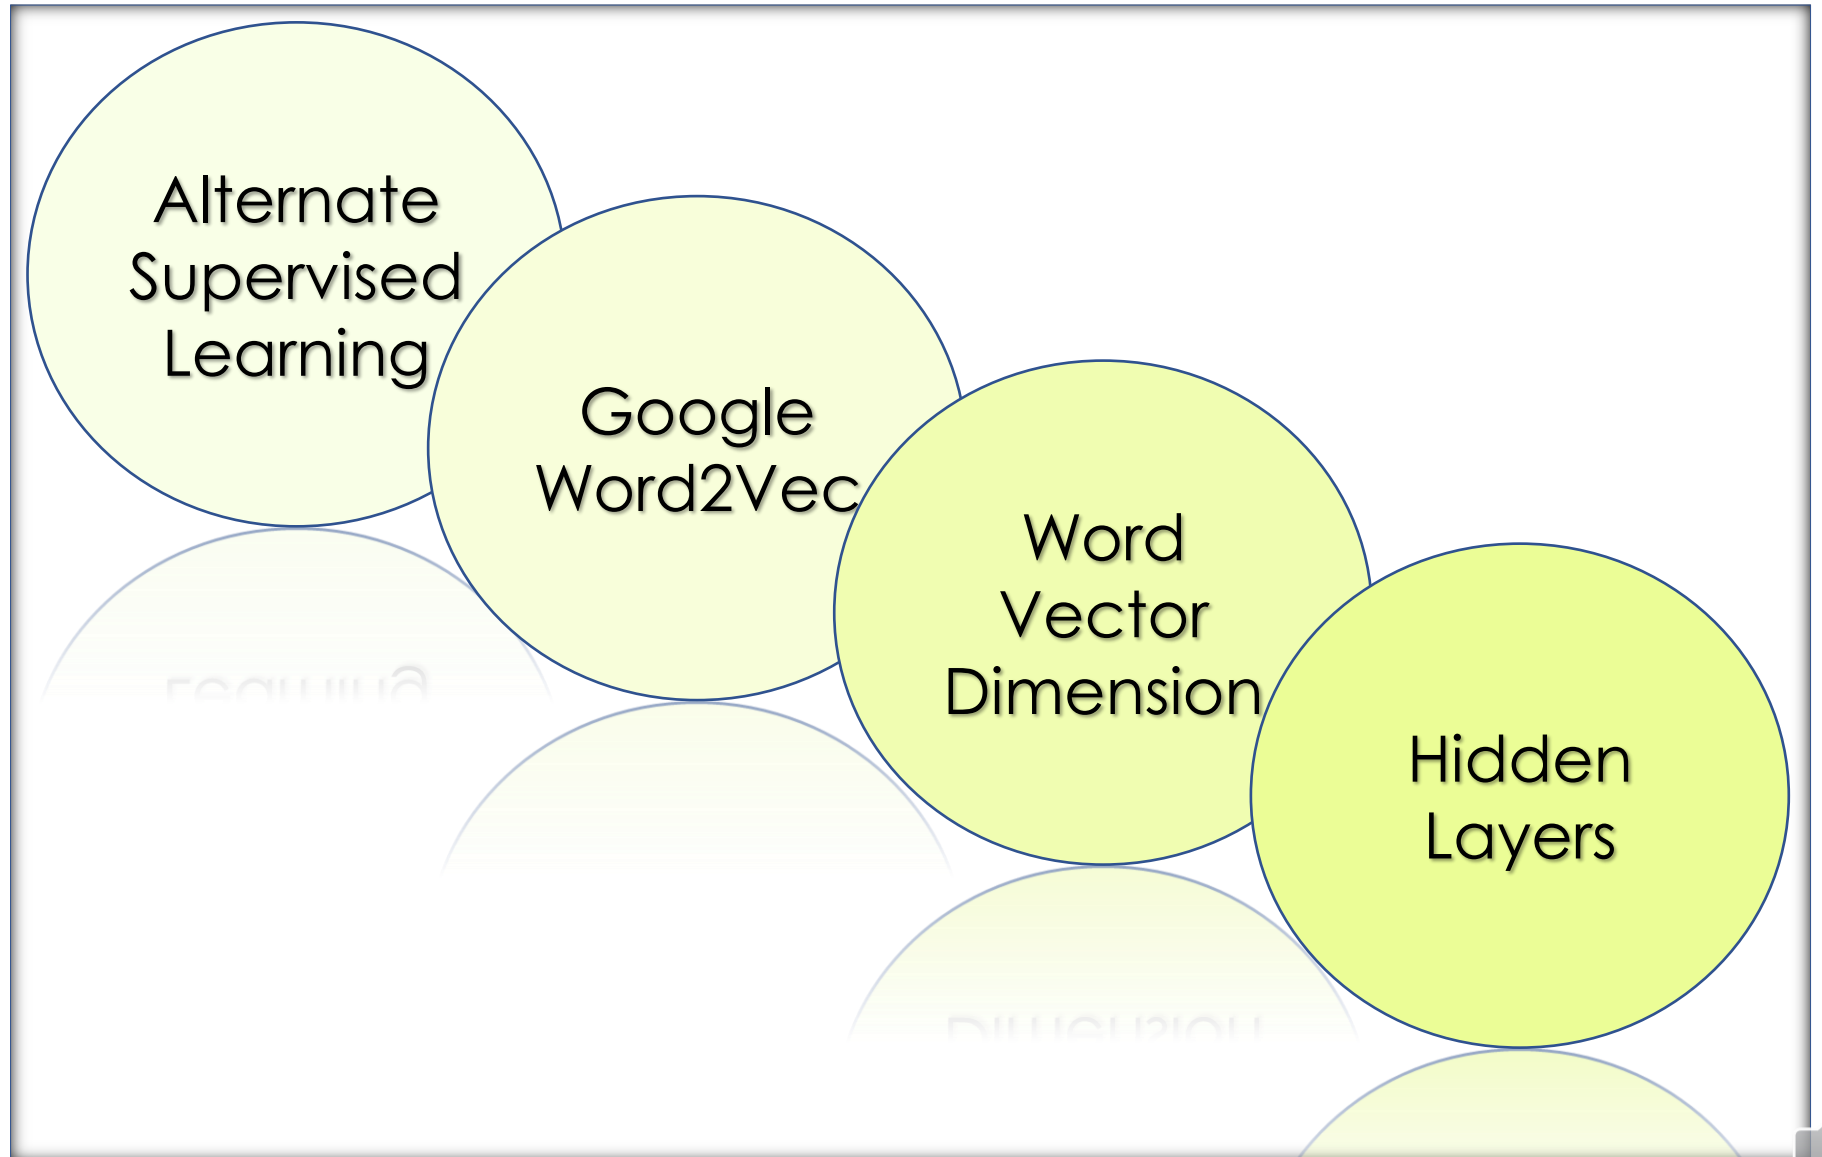 Alternate
Supervised
Learning
Google
Word2Vec
Word
Vector
Dimension
Hidden
Layers